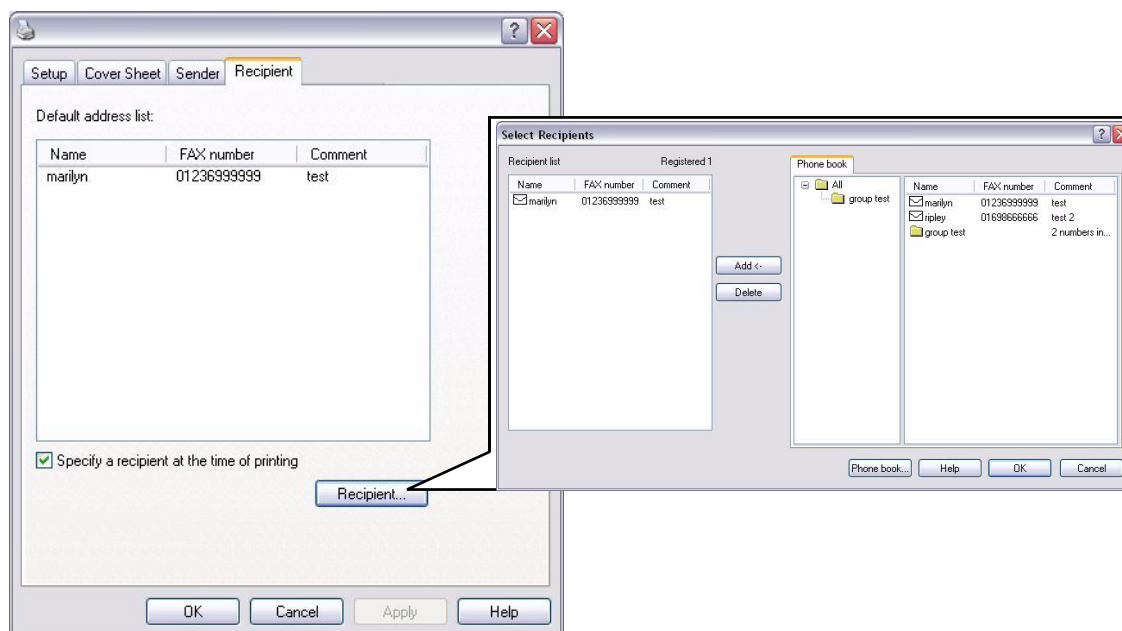 Setup Cover Sheet Sender Recipient
Default address list:
Name FAX number Comment
marilyn 01236999999 test
Specify a recipient at the time of printing
Recipient...
OK Cancel Apply Help
Select Recipients
Recipient list Registered 1
Name FAX number Comment
marilyn 01236999999 test
Add <-
Delete
Phone book
All
group test
Name FAX number Comment
marilyn 01236999999 test
ripley 01698666666 test 2
group test 2 numbers in...
Phone book... Help OK Cancel